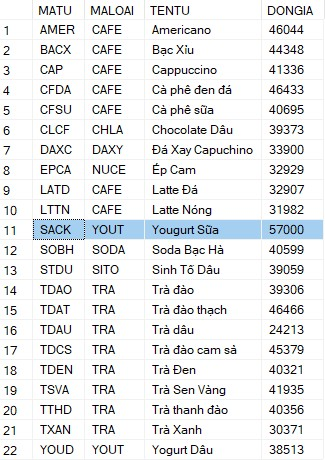 MATU MALOAI TENTU DONGIA
1 AMER CAFE Americano 46044
2 BACX CAFE Bạc Xíu 44348
3 CAP CAFE Cappuccino 41336
4 CFDA CAFE Cà phê đen đá 46433
5 CFSU CAFE Cà phê sữa 40695
6 CLCF CHLA Chocolate Dâu 39373
7 DAXC DAXY Đá Xay Capuchino 33900
8 EPCA NUCE Ép Cam 32929
9 LATD CAFE Latte Đá 32907
10 LTTN CAFE Latte Nóng 31982
11 SACK YOUT Yougurt Sữa 57000
12 SOBH SODA Soda Bạc Hà 40599
13 STDU SITO Sinh Tố Dâu 39059
14 TDAO TRA Trà đào 39306
15 TDAT TRA Trà đào thạch 46466
16 TDAU TRA Trà dâu 24213
17 TDCS TRA Trà đào cam sả 45379
18 TDEN TRA Trà Đen 40321
19 TSVA TRA Trà Sen Vàng 41935
20 TTHD TRA Trà thanh đào 40356
21 TXAN TRA Trà Xanh 30371
22 YOUD YOUT Yogurt Dâu 38513